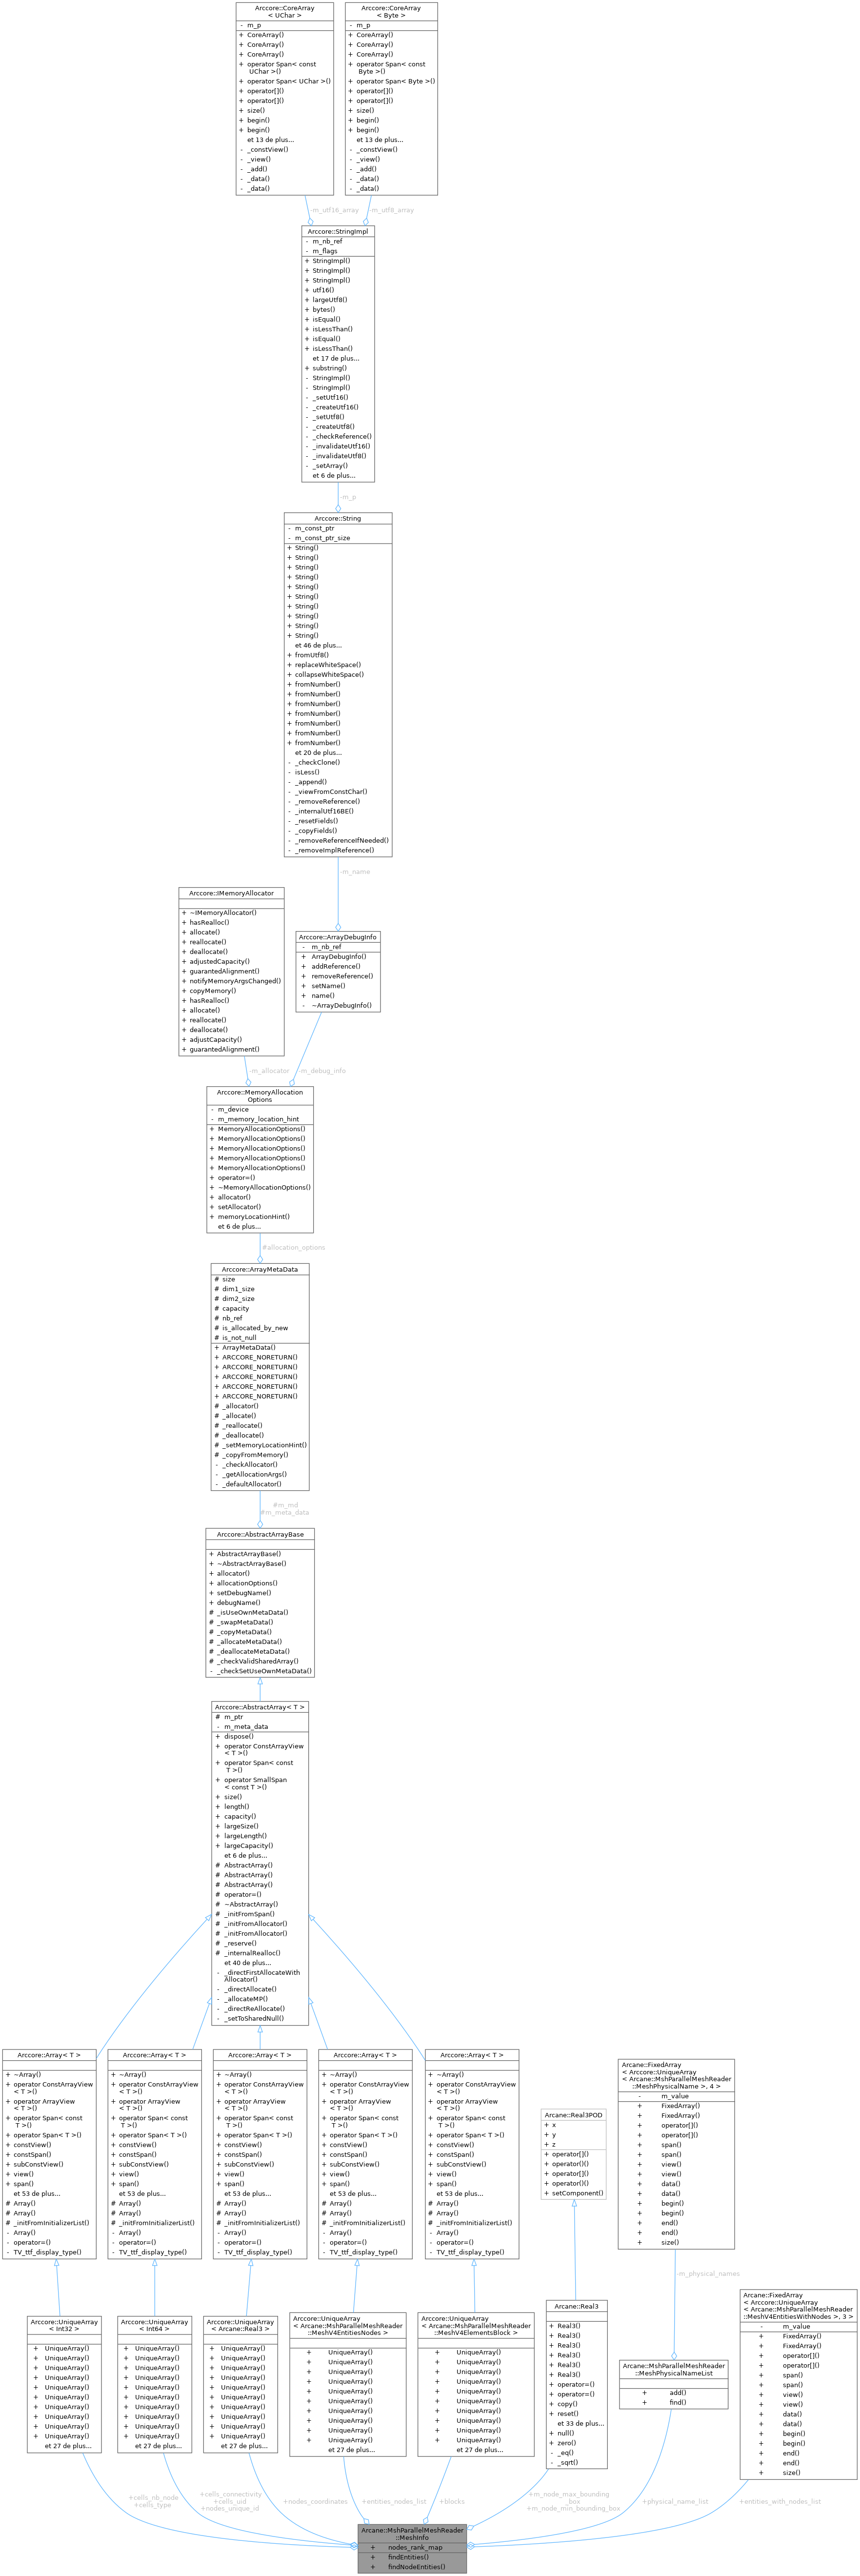 Arccore::CoreArray
< UChar >
- m_p
+ CoreArray()
+ CoreArray()
+ CoreArray()
+ operator Span< const
UChar >()
+ operator Span< UChar >()
+ operator[]()
+ operator[]()
+ size()
+ begin()
+ begin()
et 13 de plus...
- _constView()
- _view()
- _add()
- _data()
- _data()
Arccore::CoreArray
< Byte >
- m_p
+ CoreArray()
+ CoreArray()
+ CoreArray()
+ operator Span< const
Byte >()
+ operator Span< Byte >()
+ operator[]()
+ operator[]()
+ size()
+ begin()
+ begin()
et 13 de plus...
- _constView()
- _view()
- _add()
- _data()
- _data()
-m_utf16_array
-m_utf8_array
Arccore::StringImpl
- m_nb_ref
- m_flags
+ StringImpl()
+ StringImpl()
+ StringImpl()
+ utf16()
+ largeUtf8()
+ bytes()
+ isEqual()
+ isLessThan()
+ isEqual()
+ isLessThan()
et 17 de plus...
+ substring()
- StringImpl()
- StringImpl()
- _setUtf16()
- _createUtf16()
- _setUtf8()
- _createUtf8()
- _checkReference()
- _invalidateUtf16()
- _invalidateUtf8()
- _setArray()
et 6 de plus...
-m_p
Arccore::String
- m_const_ptr
- m_const_ptr_size
+ String()
+ String()
+ String()
+ String()
+ String()
+ String()
+ String()
+ String()
+ String()
+ String()
et 46 de plus...
+ fromUtf8()
+ replaceWhiteSpace()
+ collapseWhiteSpace()
+ fromNumber()
+ fromNumber()
+ fromNumber()
+ fromNumber()
+ fromNumber()
+ fromNumber()
+ fromNumber()
et 20 de plus...
- _checkClone()
- isLess()
- _append()
- _viewFromConstChar()
- _removeReference()
- _internalUtf16BE()
- _resetFields()
- _copyFields()
- _removeReferenceIfNeeded()
- _removeImplReference()
-m_name
Arccore::IMemoryAllocator
+ ~IMemoryAllocator()
+ hasRealloc()
+ allocate()
+ reallocate()
+ deallocate()
+ adjustedCapacity()
+ guarantedAlignment()
+ notifyMemoryArgsChanged()
+ copyMemory()
+ hasRealloc()
+ allocate()
+ reallocate()
+ deallocate()
+ adjustCapacity()
+ guarantedAlignment()
Arccore::ArrayDebugInfo
- m_nb_ref
+ ArrayDebugInfo()
+ addReference()
+ removeReference()
+ setName()
+ name()
- ~ArrayDebugInfo()
-m_allocator
-m_debug_info
Arccore::MemoryAllocation
Options
- m_device
- m_memory_location_hint
+ MemoryAllocationOptions()
+ MemoryAllocationOptions()
+ MemoryAllocationOptions()
+ MemoryAllocationOptions()
+ MemoryAllocationOptions()
+ operator=()
+ ~MemoryAllocationOptions()
+ allocator()
+ setAllocator()
+ memoryLocationHint()
et 6 de plus...
#allocation_options
Arccore::ArrayMetaData
# size
# dim1_size
# dim2_size
# capacity
# nb_ref
# is_allocated_by_new
# is_not_null
+ ArrayMetaData()
+ ARCCORE_NORETURN()
+ ARCCORE_NORETURN()
+ ARCCORE_NORETURN()
+ ARCCORE_NORETURN()
+ ARCCORE_NORETURN()
# _allocator()
# _allocate()
# _reallocate()
# _deallocate()
# _setMemoryLocationHint()
# _copyFromMemory()
- _checkAllocator()
- _getAllocationArgs()
- _defaultAllocator()
#m_md
#m_meta_data
Arccore::AbstractArrayBase
+ AbstractArrayBase()
+ ~AbstractArrayBase()
+ allocator()
+ allocationOptions()
+ setDebugName()
+ debugName()
# _isUseOwnMetaData()
# _swapMetaData()
# _copyMetaData()
# _allocateMetaData()
# _deallocateMetaData()
# _checkValidSharedArray()
- _checkSetUseOwnMetaData()
Arccore::AbstractArray< T >
# m_ptr
- m_meta_data
+ dispose()
+ operator ConstArrayView
< T >()
+ operator Span< const
T >()
+ operator SmallSpan
< const T >()
+ size()
+ length()
+ capacity()
+ largeSize()
+ largeLength()
+ largeCapacity()
et 6 de plus...
# AbstractArray()
# AbstractArray()
# AbstractArray()
# operator=()
# ~AbstractArray()
# _initFromSpan()
# _initFromAllocator()
# _initFromAllocator()
# _reserve()
# _internalRealloc()
et 40 de plus...
- _directFirstAllocateWith
Allocator()
- _directAllocate()
- _allocateMP()
- _directReAllocate()
- _setToSharedNull()
Arccore::Array< T >
+ ~Array()
+ operator ConstArrayView
< T >()
+ operator ArrayView
< T >()
+ operator Span< const
T >()
+ operator Span< T >()
+ constView()
+ constSpan()
+ subConstView()
+ view()
+ span()
et 53 de plus...
# Array()
# Array()
# _initFromInitializerList()
- Array()
- operator=()
- TV_ttf_display_type()
Arccore::Array< T >
+ ~Array()
+ operator ConstArrayView
< T >()
+ operator ArrayView
< T >()
+ operator Span< const
T >()
+ operator Span< T >()
+ constView()
+ constSpan()
+ subConstView()
+ view()
+ span()
et 53 de plus...
# Array()
# Array()
# _initFromInitializerList()
- Array()
- operator=()
- TV_ttf_display_type()
Arccore::Array< T >
+ ~Array()
+ operator ConstArrayView
< T >()
+ operator ArrayView
< T >()
+ operator Span< const
T >()
+ operator Span< T >()
+ constView()
+ constSpan()
+ subConstView()
+ view()
+ span()
et 53 de plus...
# Array()
# Array()
# _initFromInitializerList()
- Array()
- operator=()
- TV_ttf_display_type()
Arccore::Array< T >
+ ~Array()
+ operator ConstArrayView
< T >()
+ operator ArrayView
< T >()
+ operator Span< const
T >()
+ operator Span< T >()
+ constView()
+ constSpan()
+ subConstView()
+ view()
+ span()
et 53 de plus...
# Array()
# Array()
# _initFromInitializerList()
- Array()
- operator=()
- TV_ttf_display_type()
Arccore::Array< T >
+ ~Array()
+ operator ConstArrayView
< T >()
+ operator ArrayView
< T >()
+ operator Span< const
T >()
+ operator Span< T >()
+ constView()
+ constSpan()
+ subConstView()
+ view()
+ span()
et 53 de plus...
# Array()
# Array()
# _initFromInitializerList()
- Array()
- operator=()
- TV_ttf_display_type()
Arcane::Real3POD
+ x
+ y
+ z
+ operator[]()
+ operator()()
+ operator[]()
+ operator()()
+ setComponent()
Arcane::FixedArray
< Arccore::UniqueArray
< Arcane::MshParallelMeshReader
::MeshPhysicalName >, 4 >
- m_value
+ FixedArray()
+ FixedArray()
+ operator[]()
+ operator[]()
+ span()
+ span()
+ view()
+ view()
+ data()
+ data()
+ begin()
+ begin()
+ end()
+ end()
+ size()
-m_physical_names
Arccore::UniqueArray
< Int32 >
+ UniqueArray()
+ UniqueArray()
+ UniqueArray()
+ UniqueArray()
+ UniqueArray()
+ UniqueArray()
+ UniqueArray()
+ UniqueArray()
+ UniqueArray()
+ UniqueArray()
et 27 de plus...
Arccore::UniqueArray
< Int64 >
+ UniqueArray()
+ UniqueArray()
+ UniqueArray()
+ UniqueArray()
+ UniqueArray()
+ UniqueArray()
+ UniqueArray()
+ UniqueArray()
+ UniqueArray()
+ UniqueArray()
et 27 de plus...
Arccore::UniqueArray
< Arcane::Real3 >
+ UniqueArray()
+ UniqueArray()
+ UniqueArray()
+ UniqueArray()
+ UniqueArray()
+ UniqueArray()
+ UniqueArray()
+ UniqueArray()
+ UniqueArray()
+ UniqueArray()
et 27 de plus...
Arccore::UniqueArray
< Arcane::MshParallelMeshReader
::MeshV4EntitiesNodes >
+ UniqueArray()
+ UniqueArray()
+ UniqueArray()
+ UniqueArray()
+ UniqueArray()
+ UniqueArray()
+ UniqueArray()
+ UniqueArray()
+ UniqueArray()
+ UniqueArray()
et 27 de plus...
Arccore::UniqueArray
< Arcane::MshParallelMeshReader
::MeshV4ElementsBlock >
+ UniqueArray()
+ UniqueArray()
+ UniqueArray()
+ UniqueArray()
+ UniqueArray()
+ UniqueArray()
+ UniqueArray()
+ UniqueArray()
+ UniqueArray()
+ UniqueArray()
et 27 de plus...
Arcane::Real3
+ Real3()
+ Real3()
+ Real3()
+ Real3()
+ Real3()
+ Real3()
+ operator=()
+ operator=()
+ copy()
+ reset()
et 33 de plus...
+ null()
+ zero()
- _eq()
- _sqrt()
Arcane::MshParallelMeshReader
::MeshPhysicalNameList
+ add()
+ find()
Arcane::FixedArray
< Arccore::UniqueArray
< Arcane::MshParallelMeshReader
::MeshV4EntitiesWithNodes >, 3 >
- m_value
+ FixedArray()
+ FixedArray()
+ operator[]()
+ operator[]()
+ span()
+ span()
+ view()
+ view()
+ data()
+ data()
+ begin()
+ begin()
+ end()
+ end()
+ size()
+cells_nb_node
+cells_type
+cells_connectivity
+cells_uid
+nodes_unique_id
+nodes_coordinates
+entities_nodes_list
+blocks
+m_node_max_bounding
_box
+m_node_min_bounding_box
+physical_name_list
+entities_with_nodes_list
Arcane::MshParallelMeshReader
::MeshInfo
+ nodes_rank_map
+ findEntities()
+ findNodeEntities()